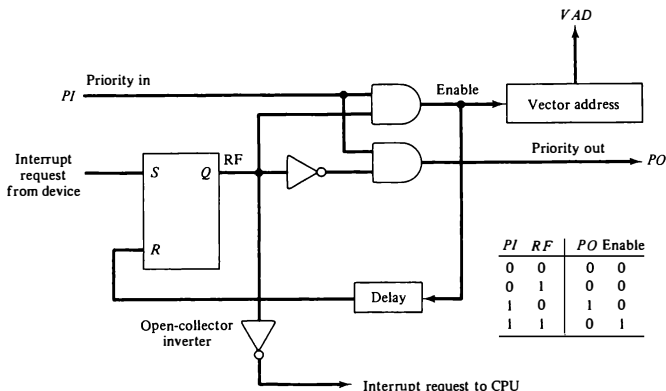 VAD
Priority in
PI
Enable
Vector address
Priority out
PO
Interrupt
request
from device
S
Q
RF
R
Delay
Open-collector
inverter
Interrupt request to CPU
PI RF PO Enable
0 0 0 0
0 1 0 0
1 0 1 0
1 1 0 1